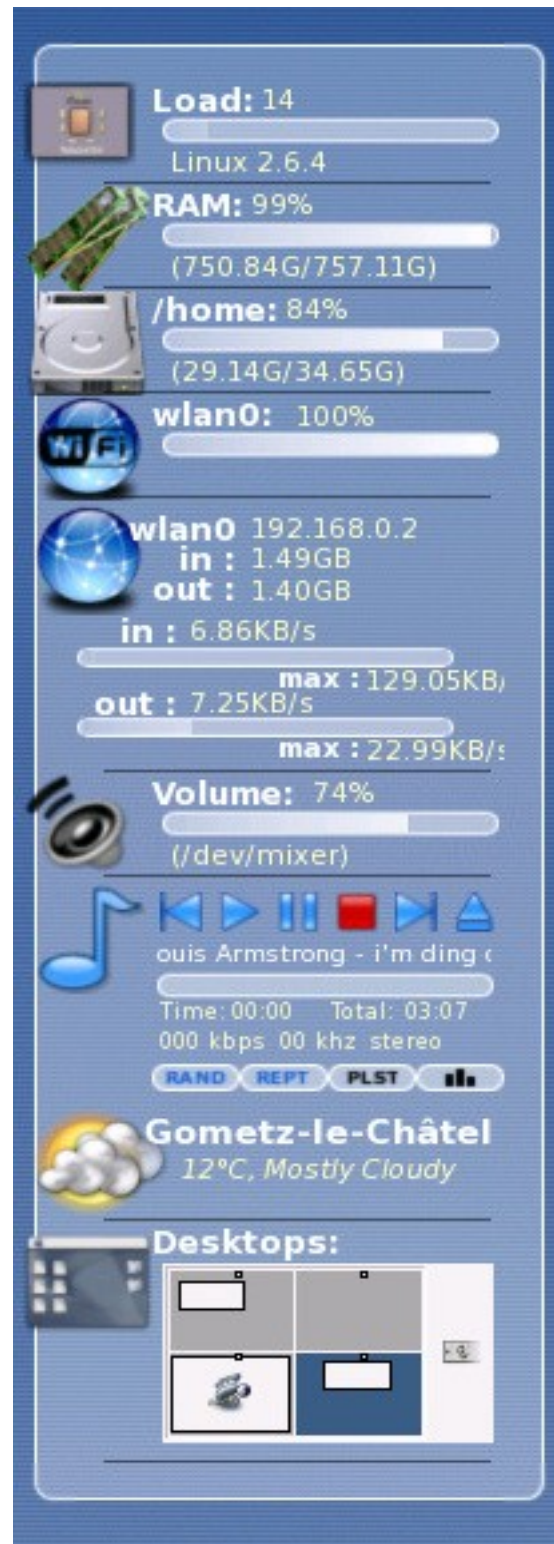 Load: 14
Linux 2.6.4
RAM: 99%
(750.84G/757.11G)
/home: 84%
(29.14G/34.65G)
WiFi
wlan0: 100%
wlan0 192.168.0.2
in : 1.49GB
out : 1.40GB
in : 6.86KB/s
max : 129.05KB/
out : 7.25KB/s
max : 22.99KB/s
Volume: 74%
(/dev/mixer)
ouis Armstrong - i'm ding
Time: 00:00 Total: 03:07
000 kbps 00 khz stereo
RAND REPT PLST
Gometz-le-Châtel
12°C, Mostly Cloudy
Desktops: